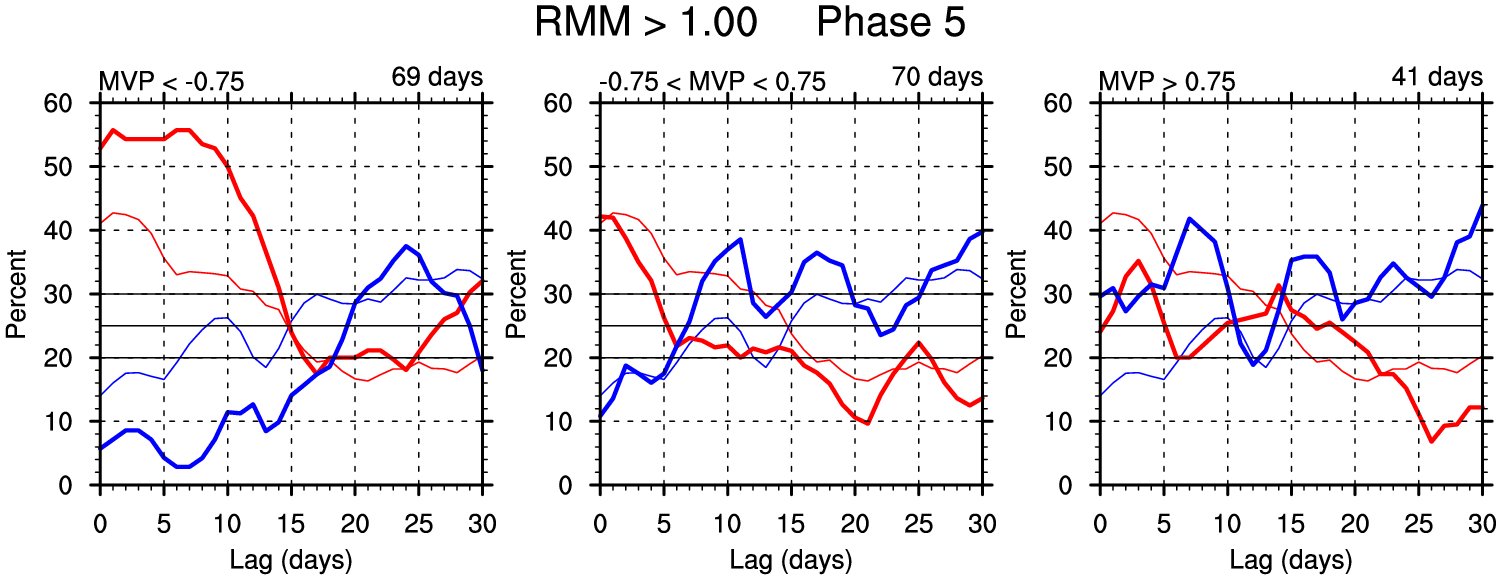 RMM > 1.00 Phase 5
MVP < -0.75 69 days
60
50
40
30
20
10
0
Percent
0 5 10 15 20 25 30
Lag (days)
-0.75 < MVP < 0.75 70 days
60
50
40
30
20
10
0
Percent
0 5 10 15 20 25 30
Lag (days)
MVP > 0.75 41 days
60
50
40
30
20
10
0
Percent
0 5 10 15 20 25 30
Lag (days)